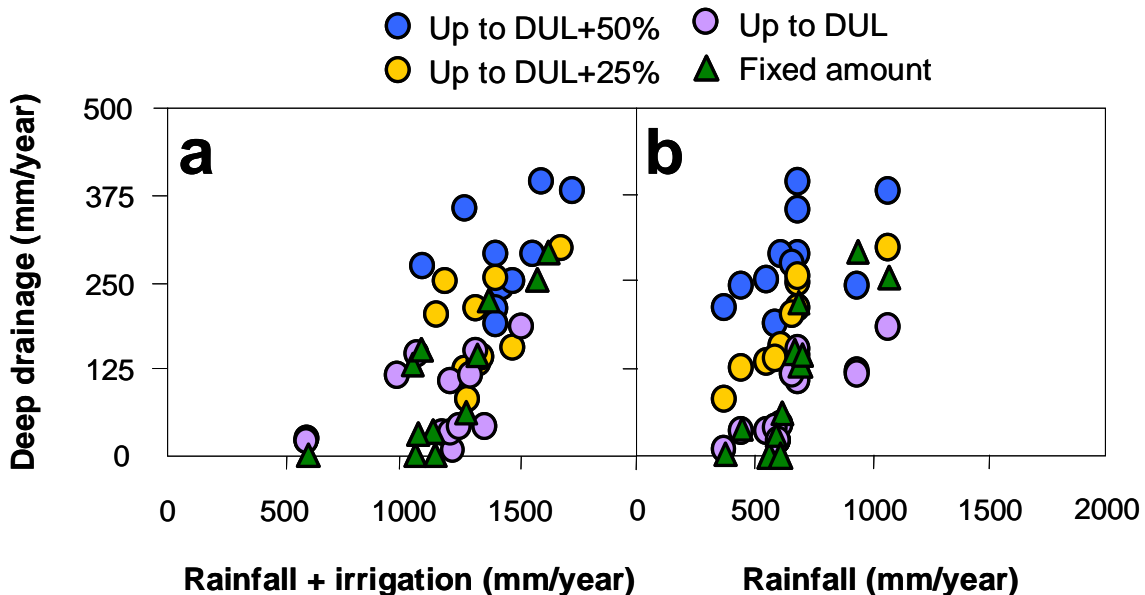 Up to DUL+50% Up to DUL
Up to DUL+25% Fixed amount
Deep drainage (mm/year)
500
375
250
125
0
a
b
0 500 1000 1500 0 500 1000 1500 2000
Rainfall + irrigation (mm/year) Rainfall (mm/year)